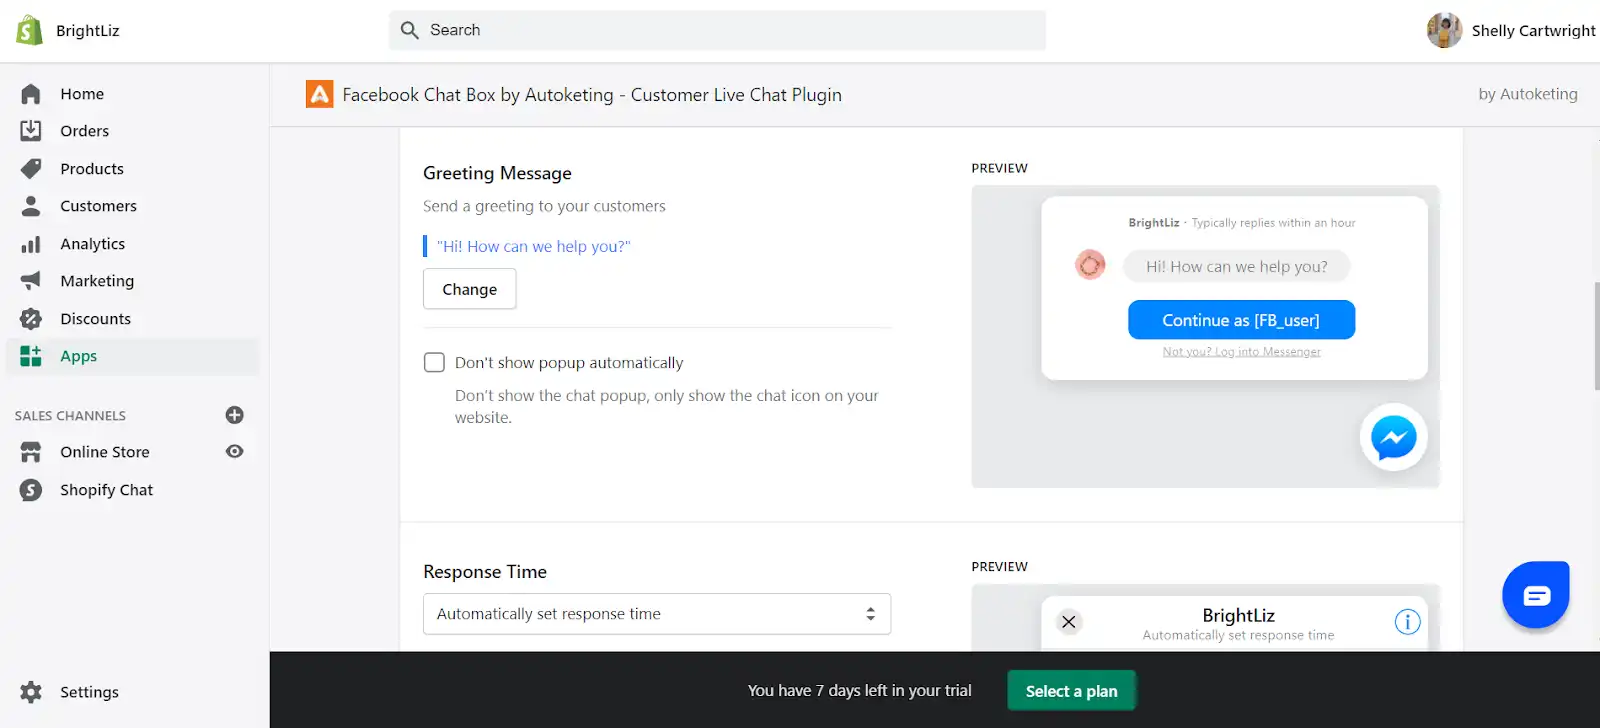 BrightLiz
Search
Shelly Cartwright
Home
Orders
Products
Customers
Analytics
Marketing
Discounts
Apps
SALES CHANNELS
Online Store
Shopify Chat
Settings
Facebook Chat Box by Autoketing - Customer Live Chat Plugin
by Autoketing
Greeting Message
Send a greeting to your customers
"Hi! How can we help you?"
Change
Don't show popup automatically
Don't show the chat popup, only show the chat icon on your
website.
PREVIEW
BrightLiz · Typically replies within an hour
Hi! How can we help you?
Continue as [FB_user]
Not you? Log into Messenger
Response Time
Automatically set response time
PREVIEW
BrightLiz
Automatically set response time
You have 7 days left in your trial
Select a plan